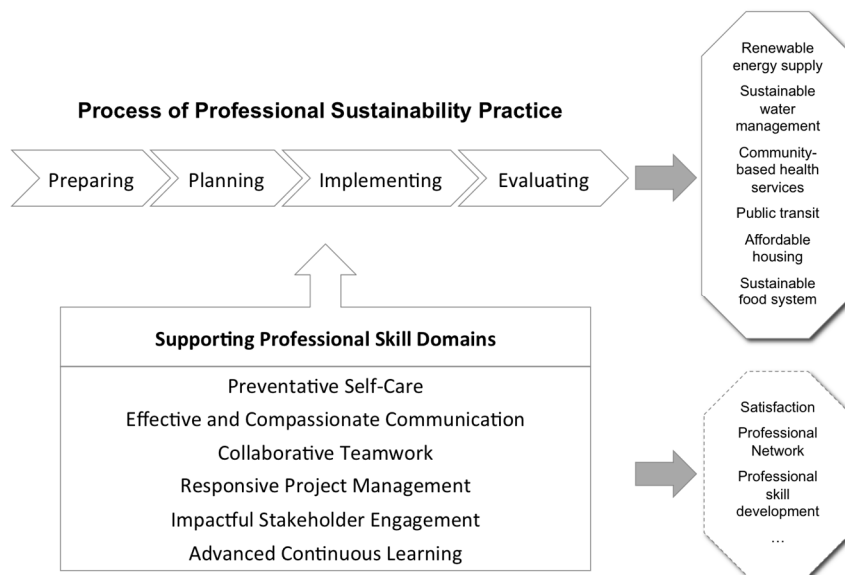 Process of Professional Sustainability Practice
Preparing
Planning
Implementing
Evaluating
Renewable
energy supply
Sustainable
water
management
Community-
based health
services
Public transit
Affordable
housing
Sustainable
food system
Supporting Professional Skill Domains
Preventative Self-Care
Effective and Compassionate Communication
Collaborative Teamwork
Responsive Project Management
Impactful Stakeholder Engagement
Advanced Continuous Learning
Satisfaction
Professional
Network
Professional
skill
development
…